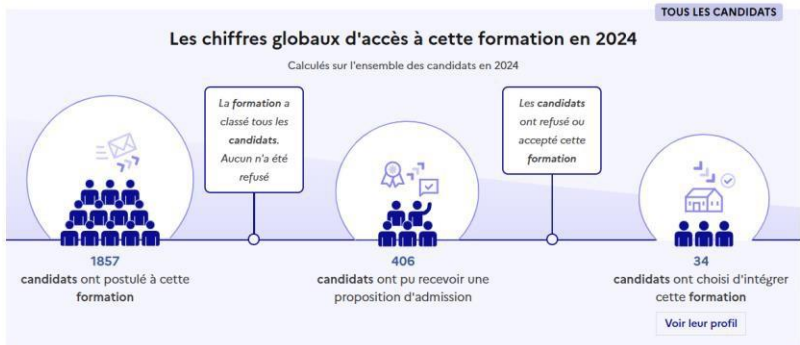 TOUS LES CANDIDATS
Les chiffres globaux d'accès à cette formation en 2024
Calculés sur l'ensemble des candidats en 2024
La formation a
classé tous les
candidats.
Aucun n'a été
refusé
Les candidats
ont refusé ou
accepté cette
formation
1857
candidats ont postulé à cette
formation
406
candidats ont pu recevoir une
proposition d'admission
34
candidats ont choisi d'intégrer
cette formation
Voir leur profil